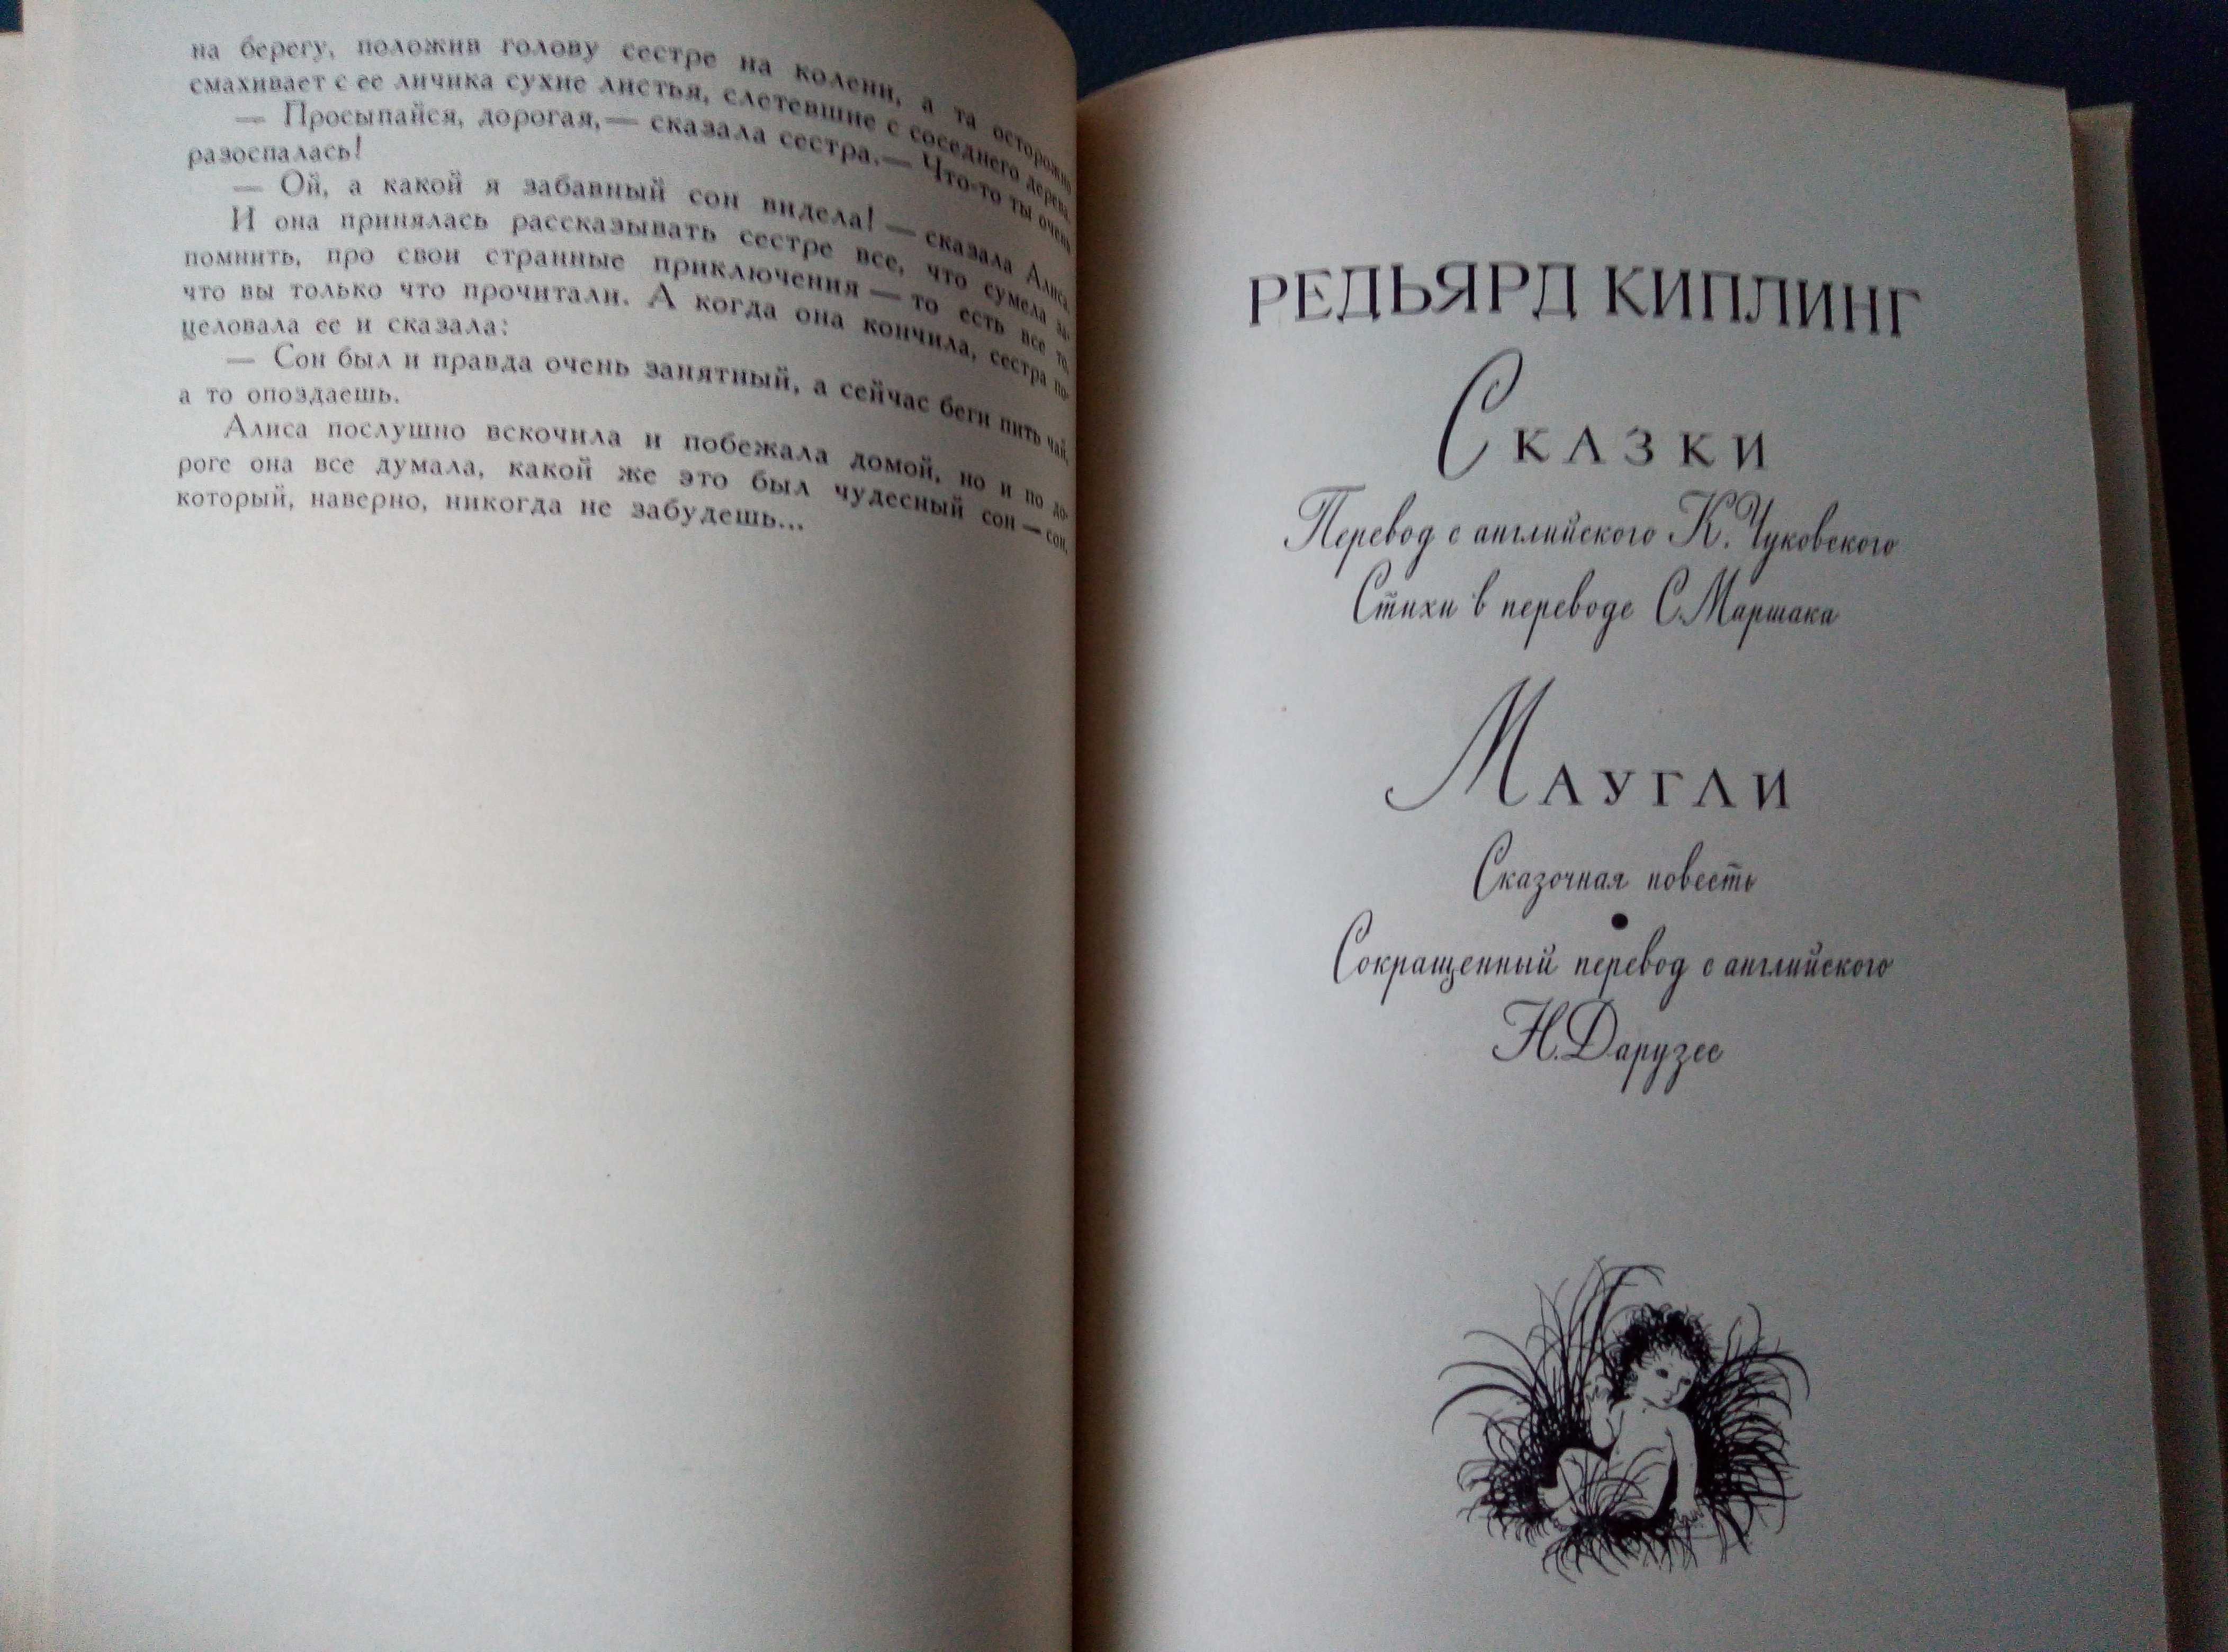 на берегу, положив голову сестре на колени, а та осторожно
смахивает с ее личика сухие листья, слетевшие с соседнего дерева.
— Просыпайся, дорогая,— сказала сестра.— Что-то ты очень
разоспалась!
— Ой, а какой я забавный сон видела! — сказала Алиса.
И она принялась рассказывать сестре все, что сумела за-
помнить, про свои странные приключения — то есть все то,
что вы только что прочитали. А когда она кончила, сестра по-
целовала ее и сказала:
— Сон был и правда очень занятный, а сейчас беги пить чай,
а то опоздаешь.
Алиса послушно вскочила и побежала домой, но и по до-
роге она все думала, какой же это был чудесный сон — сон,
который, наверно, никогда не забудешь...
РЕДЬЯРД КИПЛИНГ
Сказки
Перевод с английского К. Чуковского
Стихи в переводе С. Маршака
Маугли
Сказочная повесть
Сокращенный перевод с английского
Н. Дарузес